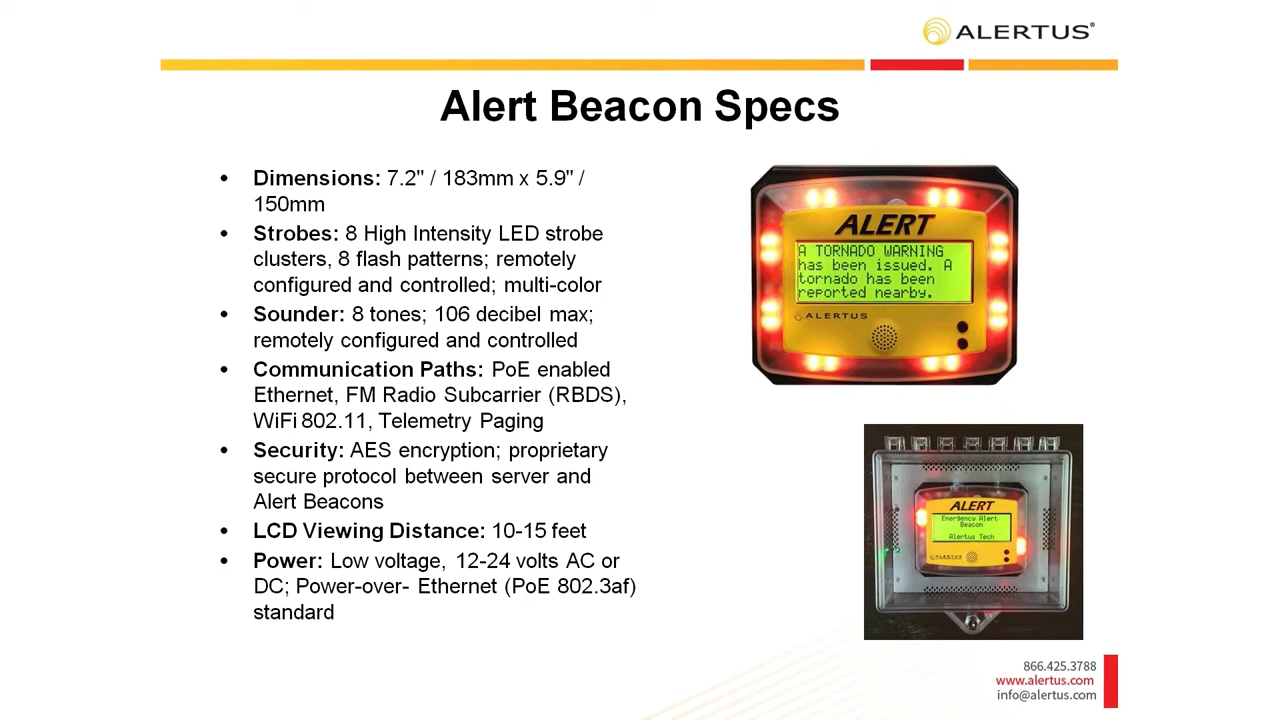 ALERTUS®
Alert Beacon Specs
• Dimensions: 7.2" / 183mm x 5.9" /
150mm
• Strobes: 8 High Intensity LED strobe
clusters, 8 flash patterns; remotely
configured and controlled; multi-color
• Sounder: 8 tones; 106 decibel max;
remotely configured and controlled
• Communication Paths: PoE enabled
Ethernet, FM Radio Subcarrier (RBDS),
WiFi 802.11, Telemetry Paging
• Security: AES encryption; proprietary
secure protocol between server and
Alert Beacons
• LCD Viewing Distance: 10-15 feet
• Power: Low voltage, 12-24 volts AC or
DC; Power-over- Ethernet (PoE 802.3af)
standard
ALERT
A TORNADO WARNING
has been issued. A
tornado has been
reported nearby.
ALERTUS
ALERT
Emergency Alert
Beacon
Alertus Tech
ALERTUS
866.425.3788
www.alertus.com
info@alertus.com